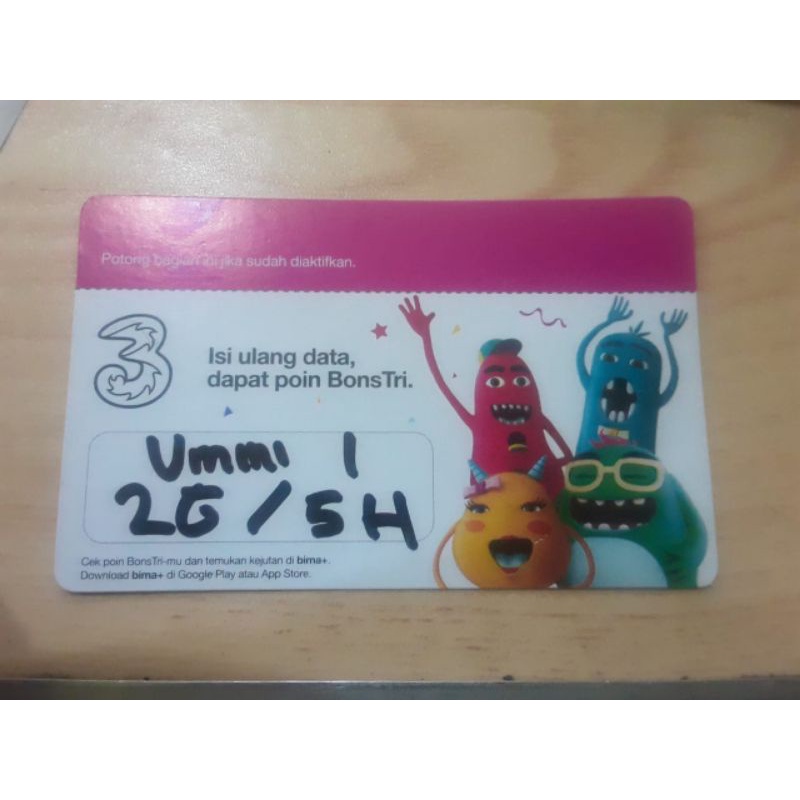 Potong bagian ini jika sudah diaktifkan.
3
Isi ulang data,
dapat poin BonsTri.
Ummi 1
2G/5H
Cek poin BonsTri-mu dan temukan kejutan di bima+.
Download bima+ di Google Play atau App Store.